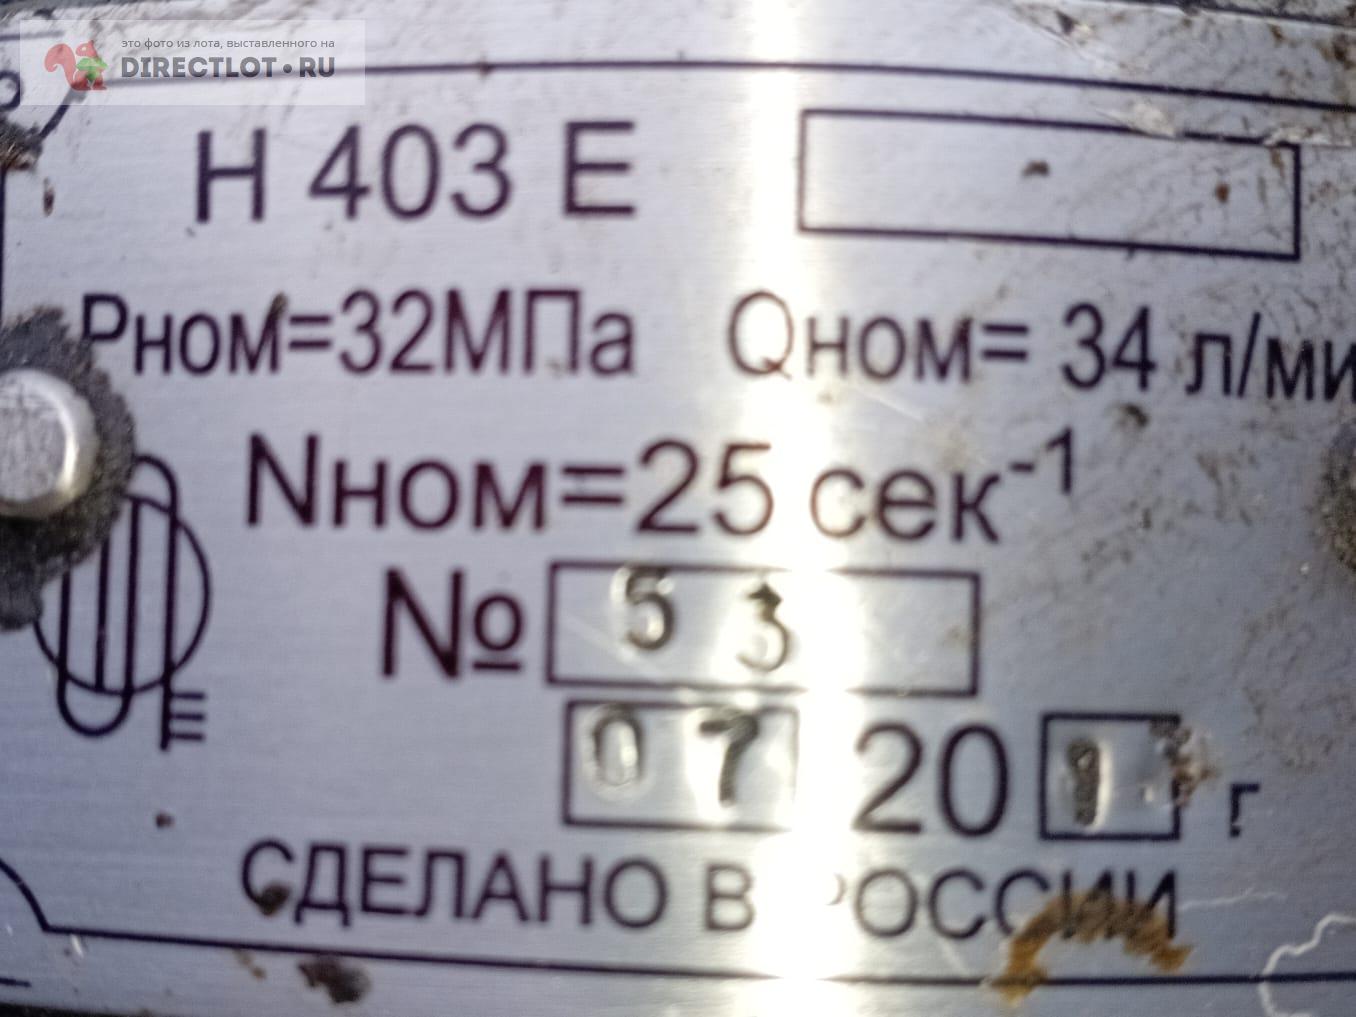 это фото из лота, выставленного на
DIRECTLOT.RU
Н 403 Е
Рном=32МПа Qном= 34 л/ми
Nном=25 сек⁻¹
№ 53
07 201 г
СДЕЛАНО В РОССИИ